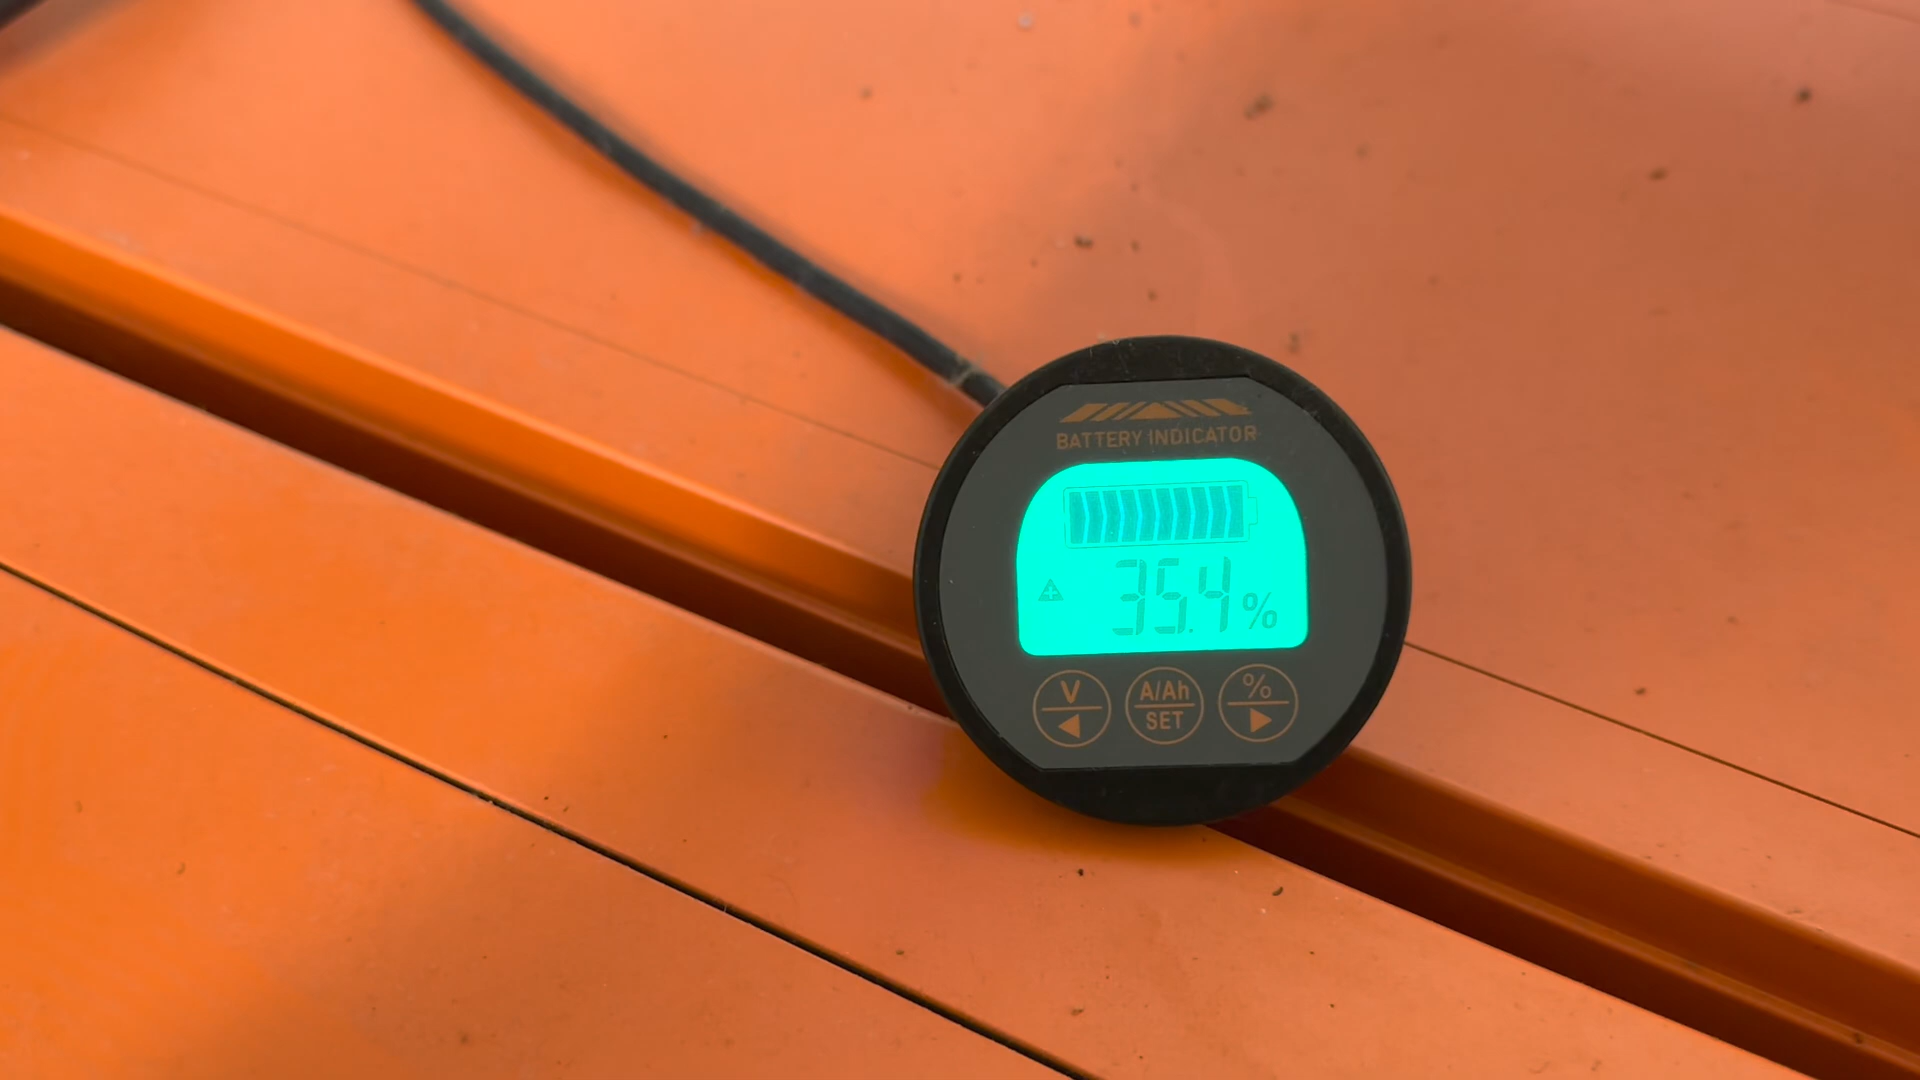 BATTERY INDICATOR
35.4%
V A/Ah %
SET